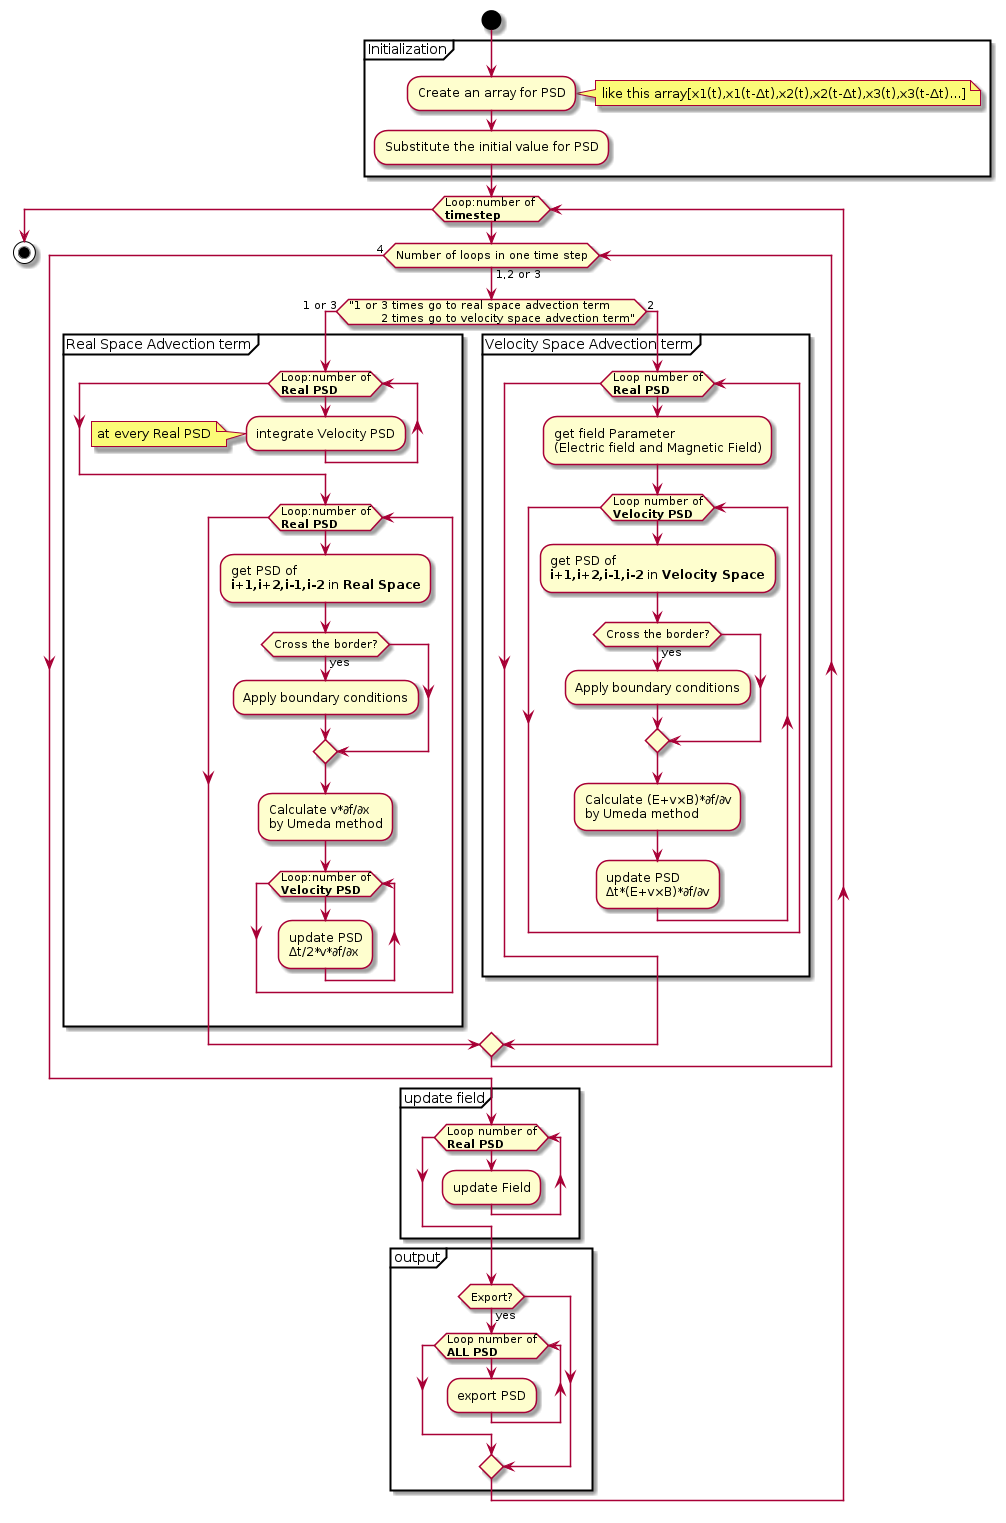 Initialization
Create an array for PSD
like this array[x1(t),x1(t-Δt),x2(t),x2(t-Δt),x3(t),x3(t-Δt)...]
Substitute the initial value for PSD
Loop:number of
timestep
4
Number of loops in one time step
1,2 or 3
1 or 3
"1 or 3 times go to real space advection term
2 times go to velocity space advection term"
2
Real Space Advection term
Loop:number of
Real PSD
integrate Velocity PSD
at every Real PSD
Loop:number of
Real PSD
get PSD of
i+1,i+2,i-1,i-2 in Real Space
Cross the border?
yes
Apply boundary conditions
Calculate v*∂f/∂x
by Umeda method
Loop:number of
Velocity PSD
update PSD
Δt/2*v*∂f/∂x
Velocity Space Advection term
Loop number of
Real PSD
get field Parameter
(Electric field and Magnetic Field)
Loop number of
Velocity PSD
get PSD of
i+1,i+2,i-1,i-2 in Velocity Space
Cross the border?
yes
Apply boundary conditions
Calculate (E+v×B)*∂f/∂v
by Umeda method
update PSD
Δt*(E+v×B)*∂f/∂v
update field
Loop number of
Real PSD
update Field
output
Export?
yes
Loop number of
ALL PSD
export PSD